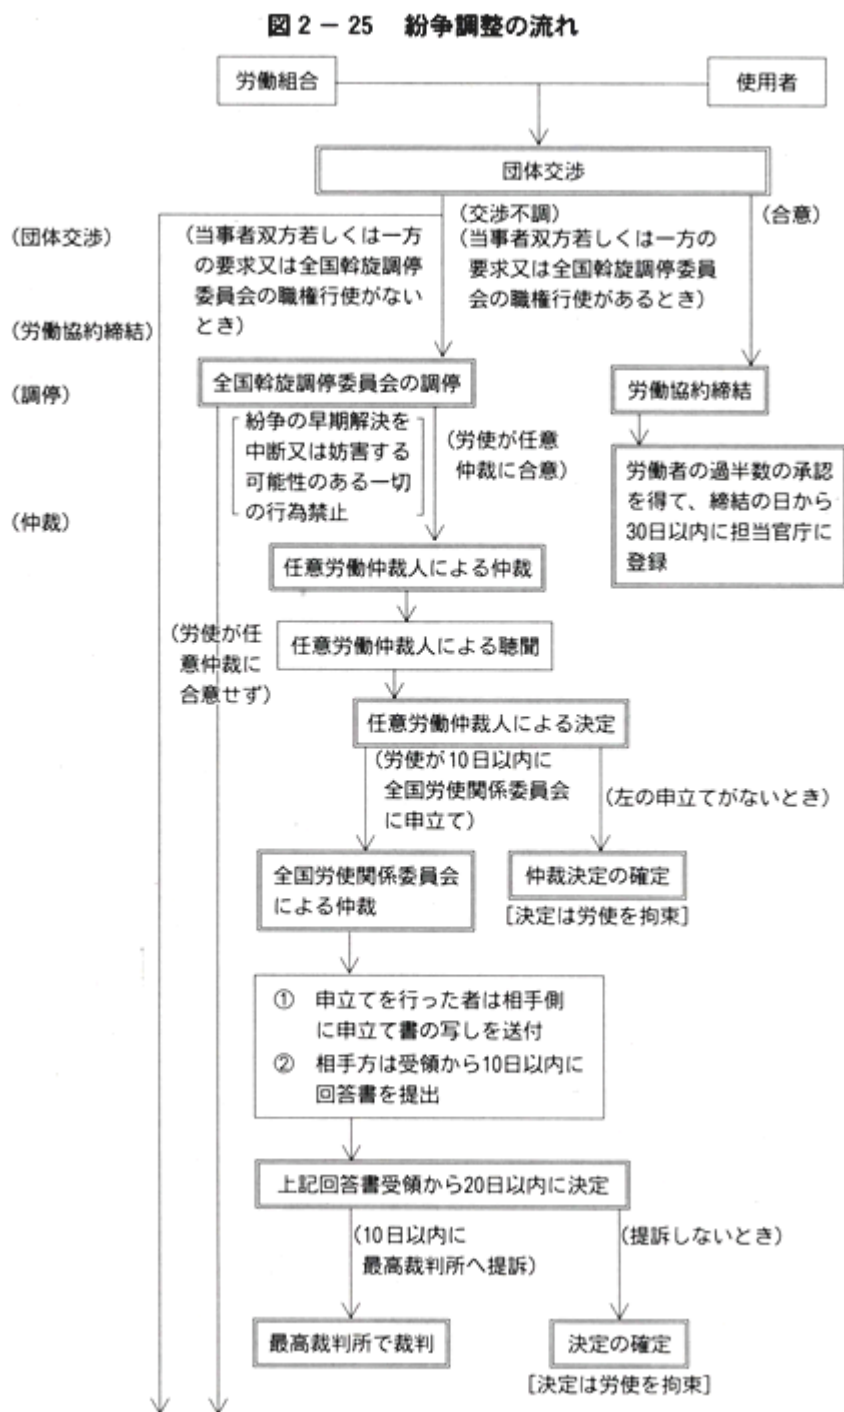 図2-25 紛争調整の流れ
労働組合
使用者
団体交渉
(団体交渉)
(当事者双方若しくは一方
の要求又は全国斡旋調停
委員会の職権行使がない
とき)
(交渉不調)
(当事者双方若しくは一方の
要求又は全国斡旋調停委員
会の職権行使があるとき)
(合意)
(労働協約締結)
(調停)
全国斡旋調停委員会の調停
労働協約締結
紛争の早期解決を
中断又は妨害する
可能性のある一切
の行為禁止
(労使が任意
仲裁に合意)
労働者の過半数の承認
を得て、締結の日から
30日以内に担当官庁に
登録
(仲裁)
任意労働仲裁人による仲裁
(労使が任
意仲裁に
合意せず)
任意労働仲裁人による聴聞
任意労働仲裁人による決定
(労使が10日以内に
全国労使関係委員会
に申立て)
(左の申立てがないとき)
全国労使関係委員会
による仲裁
仲裁決定の確定
[決定は労使を拘束]
① 申立てを行った者は相手側
に申立て書の写しを送付
② 相手方は受領から10日以内に
回答書を提出
上記回答書受領から20日以内に決定
(10日以内に
最高裁判所へ提訴)
(提訴しないとき)
最高裁判所で裁判
決定の確定
[決定は労使を拘束]